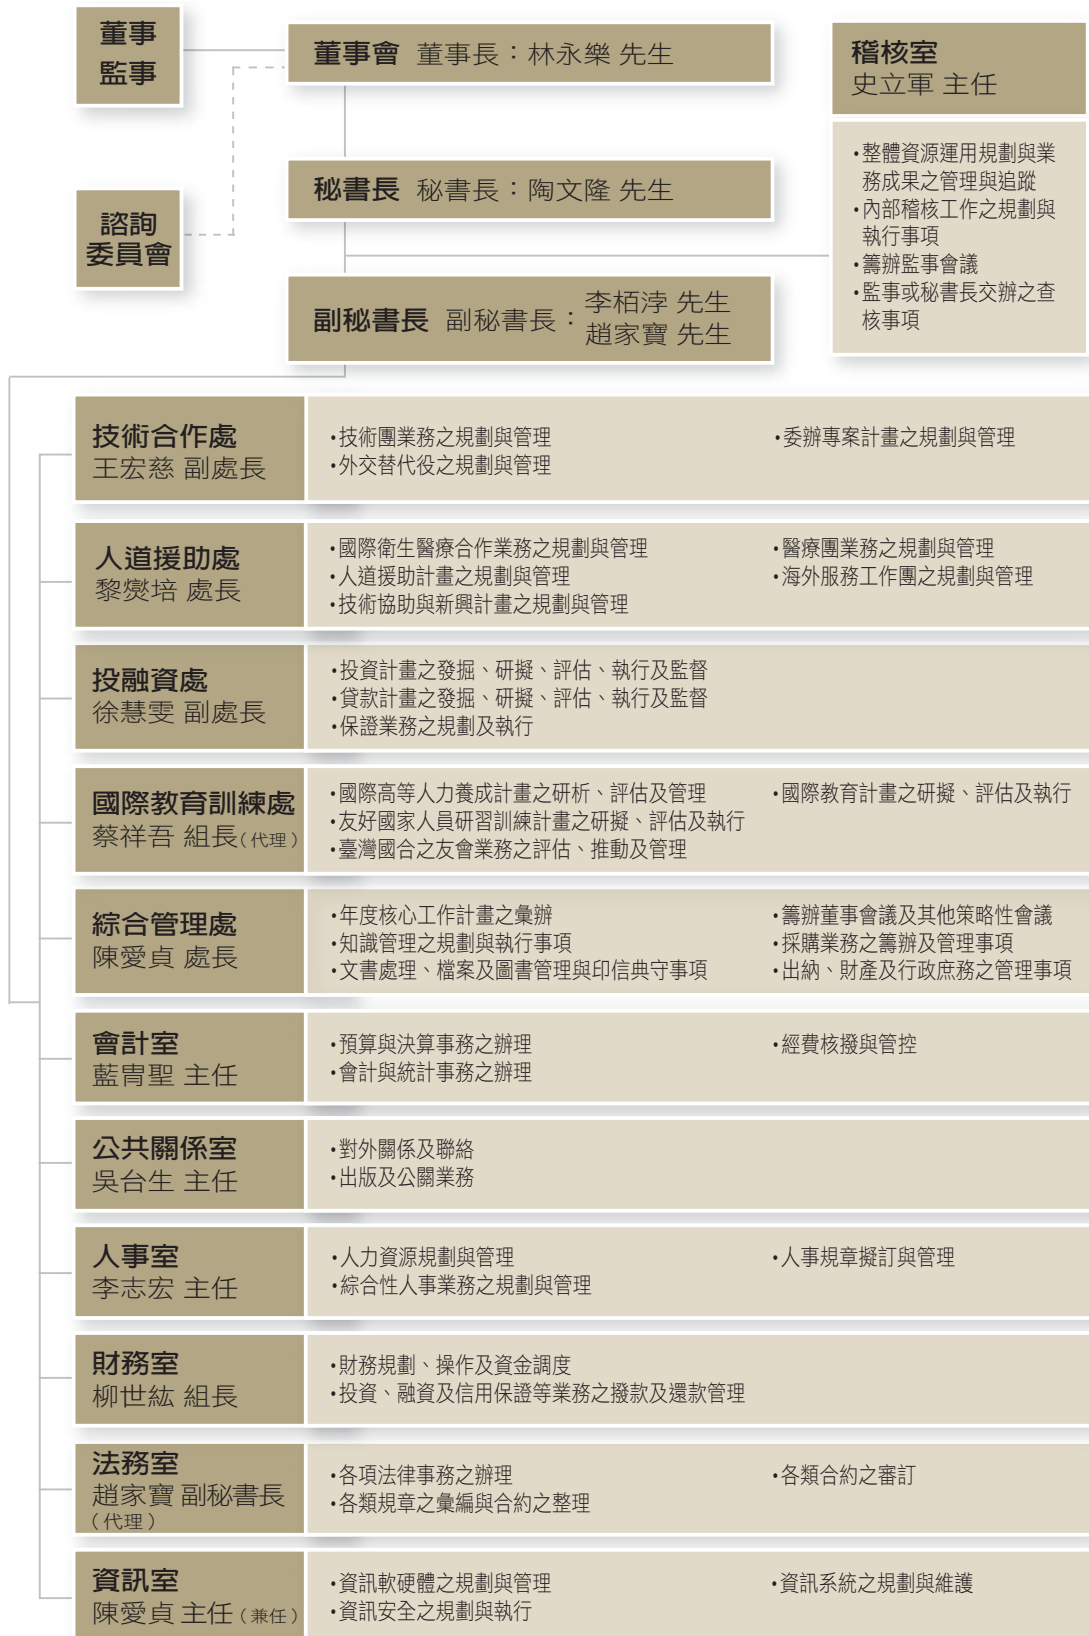 董事
監事
董事會 董事長：林永樂 先生
稽核室
史立軍 主任
•整體資源運用規劃與業
務成果之管理與追蹤
•內部稽核工作之規劃與
執行事項
•籌辦監事會議
•監事或秘書長交辦之查
核事項
秘書長 秘書長：陶文隆 先生
諮詢
委員會
副秘書長 副秘書長：李栢浡 先生
趙家寶 先生
技術合作處
王宏慈 副處長
•技術團業務之規劃與管理
•外交替代役之規劃與管理
•委辦專案計畫之規劃與管理
人道援助處
黎爕培 處長
•國際衛生醫療合作業務之規劃與管理
•人道援助計畫之規劃與管理
•技術協助與新興計畫之規劃與管理
•醫療團業務之規劃與管理
•海外服務工作團之規劃與管理
投融資處
徐慧雯 副處長
•投資計畫之發掘、研擬、評估、執行及監督
•貸款計畫之發掘、研擬、評估、執行及監督
•保證業務之規劃及執行
國際教育訓練處
蔡祥吾 組長（代理）
•國際高等人力養成計畫之研析、評估及管理
•友好國家人員研習訓練計畫之研擬、評估及執行
•臺灣國合之友會業務之評估、推動及管理
•國際教育計畫之研擬、評估及執行
綜合管理處
陳愛貞 處長
•年度核心工作計畫之彙辦
•知識管理之規劃與執行事項
•文書處理、檔案及圖書管理與印信典守事項
•籌辦董事會議及其他策略性會議
•採購業務之籌辦及管理事項
•出納、財產及行政庶務之管理事項
會計室
藍冑聖 主任
•預算與決算事務之辦理
•會計與統計事務之辦理
•經費核撥與管控
公共關係室
吳台生 主任
•對外關係及聯絡
•出版及公關業務
人事室
李志宏 主任
•人力資源規劃與管理
•綜合性人事業務之規劃與管理
•人事規章擬訂與管理
財務室
柳世紘 組長
•財務規劃、操作及資金調度
•投資、融資及信用保證等業務之撥款及還款管理
法務室
趙家寶 副秘書長
（代理）
•各項法律事務之辦理
•各類規章之彙編與合約之整理
•各類合約之審訂
資訊室
陳愛貞 主任（兼任）
•資訊軟硬體之規劃與管理
•資訊安全之規劃與執行
•資訊系統之規劃與維護